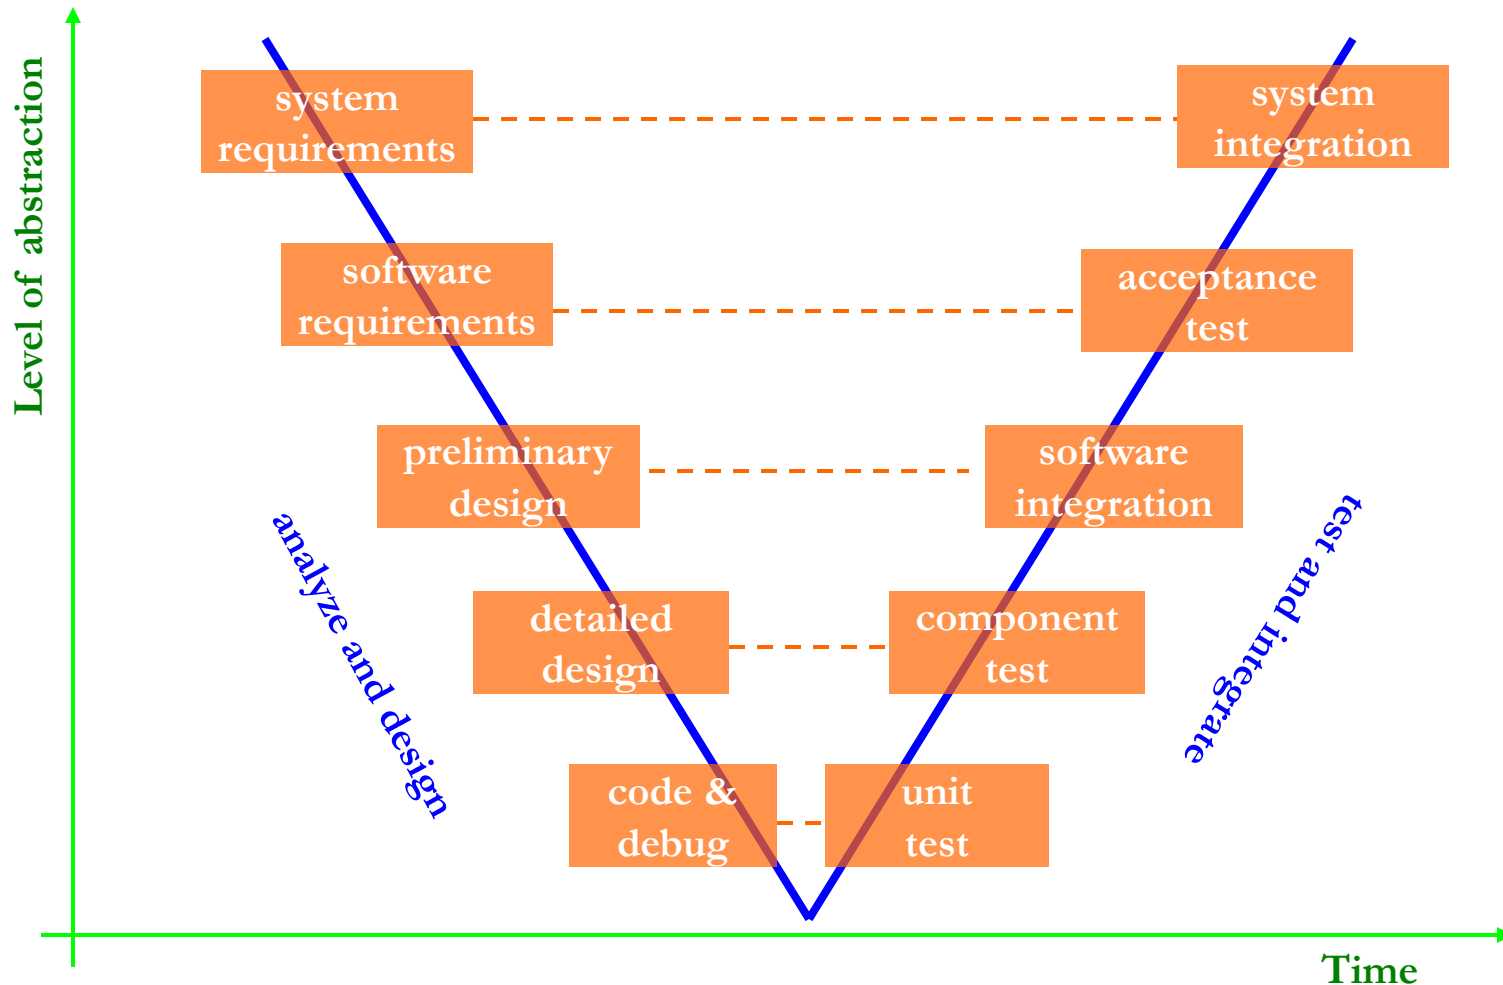 Level of abstraction
system
requirements
system
integration
software
requirements
acceptance
test
preliminary
design
software
integration
analyze and design
test and integrate
detailed
design
component
test
code &
debug
unit
test
Time